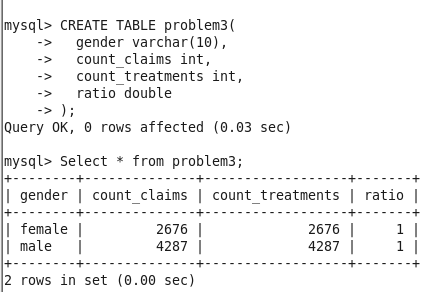 mysql> CREATE TABLE problem3(
    ->   gender varchar(10),
    ->   count_claims int,
    ->   count_treatments int,
    ->   ratio double
    -> );
Query OK, 0 rows affected (0.03 sec)

mysql> Select * from problem3;
+--------+--------------+------------------+-------+
| gender | count_claims | count_treatments | ratio |
+--------+--------------+------------------+-------+
| female |         2676 |             2676 |     1 |
| male   |         4287 |             4287 |     1 |
+--------+--------------+------------------+-------+
2 rows in set (0.00 sec)